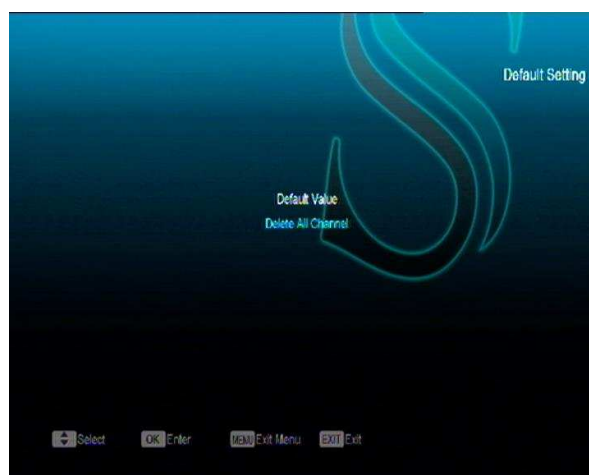 Default Setting
Default Value
Delete All Channel
Select OK Enter MENU Exit Menu EXIT Exit